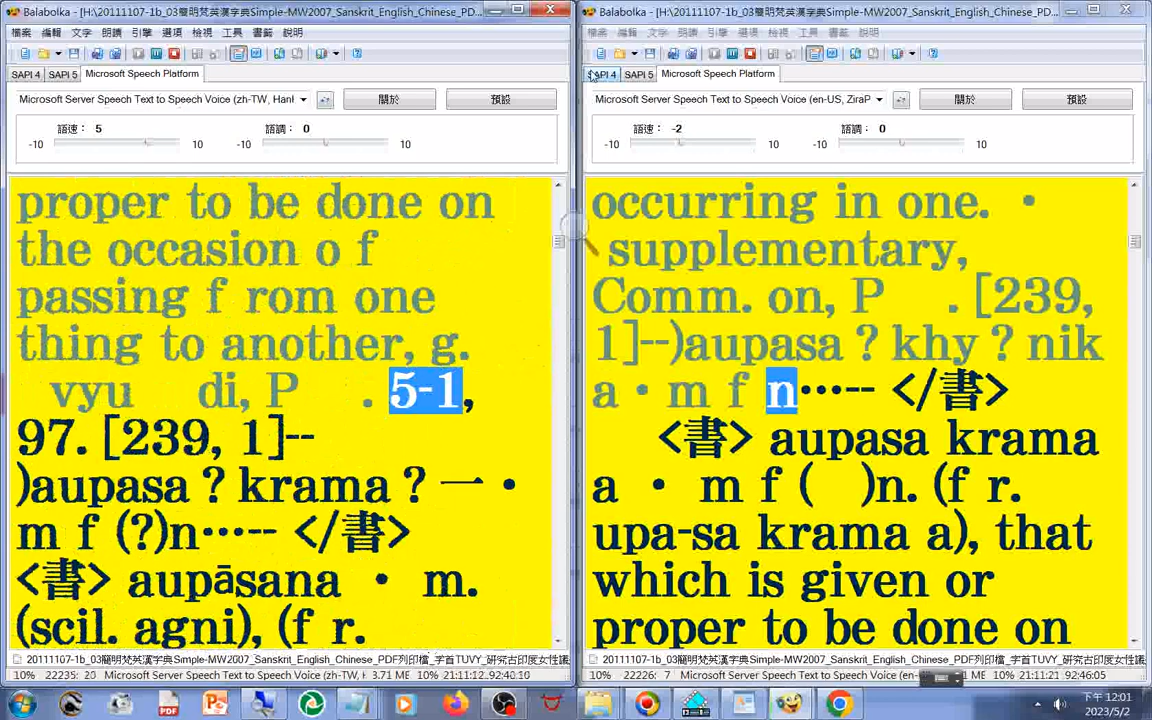 Balabolka - [H:\20111107-1b_03簡明梵英漢字典Simple-MW2007_Sanskrit_English_Chinese_PD...
檔案 編輯 文字 朗讀 引擎 選項 檢視 工具 書籤 說明
SAPI 4 SAPI 5 Microsoft Speech Platform
Microsoft Server Speech Text to Speech Voice (zh-TW, Han
關於 預設
語速： 5 語調： 0
-10 10 -10 10
proper to be done on
the occasion o f
passing f rom one
thing to another, g.
vyu di, P . 5-1,
97. [239, 1]--
)aupasa ? krama ? 一 •
m f (?)n…-- </書>
<書> aupāsana • m.
(scil. agni), (f r.
20111107-1b_03簡明梵英漢字典Simple-MW2007_Sanskrit_English_Chinese_PDF列印檔_字首TUVY_研究古印度女性議
10% 22235: 20 Microsoft Speech Text to Speech Voice (zh-TW, 3.71 ME 10% 21:11:12, 92:40:10
Balabolka - [H:\20111107-1b_03簡明梵英漢字典Simple-MW2007_Sanskrit_English_Chinese_PD...
檔案 編輯 文字 朗讀 引擎 選項 檢視 工具 書籤 說明
SAPI 4 SAPI 5 Microsoft Speech Platform
Microsoft Server Speech Text to Speech Voice (en-US, ZiraP
關於 預設
語速： -2 語調： 0
-10 10 -10 10
occurring in one. •
supplementary,
Comm. on, P . [239,
1]--)aupasa ? khy ? nik
a • m f n…-- </書>
<書> aupasa krama
a • m f ( )n. (f r.
upa-sa krama a), that
which is given or
proper to be done on
20111107-1b_03簡明梵英漢字典Simple-MW2007_Sanskrit_English_Chinese_PDF列印檔_字首TUVY_研究古印度女性議
10% 22226: 7 Microsoft Server Speech Text to Speech Voice ME 10% 21:11:21, 92:46:05
下午 12:01
2023/5/2